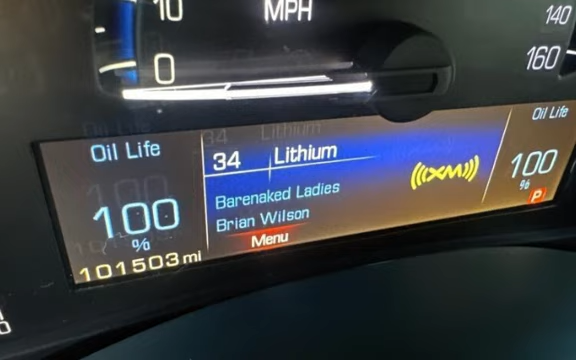 10
MPH
0
140
160
Oil Life
100
%
101503 mi
34 Lithium
Barenaked Ladies
Brian Wilson
Menu
((XM))
Oil Life
100
%
P